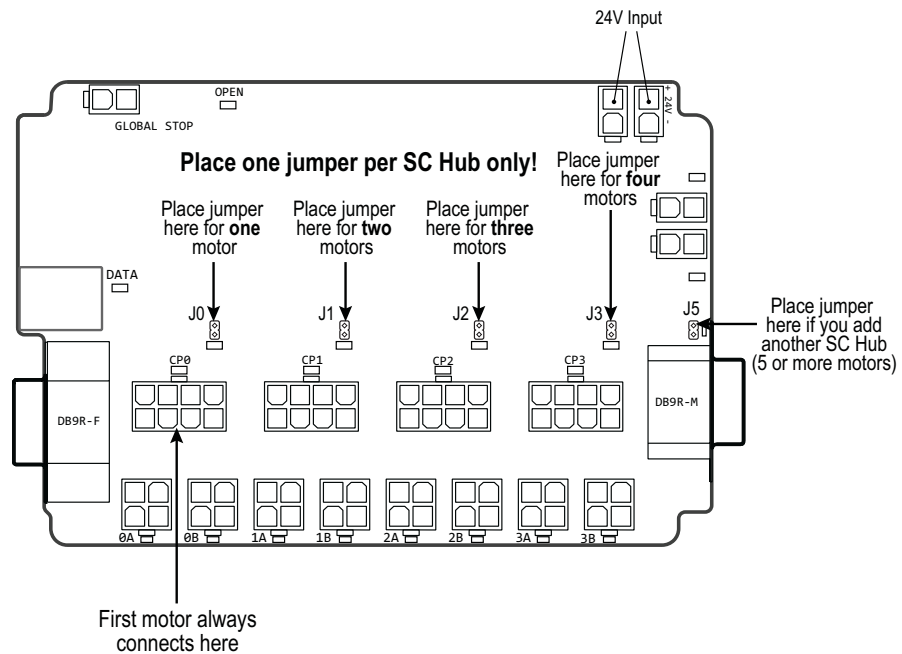 24V Input
OPEN
GLOBAL STOP
+ 24V -
Place one jumper per SC Hub only!
Place jumper
here for four
motors
Place jumper
here for one
motor
Place jumper
here for two
motors
Place jumper
here for three
motors
DATA
J0
J1
J2
J3
J5
Place jumper
here if you add
another SC Hub
(5 or more motors)
CP0
CP1
CP2
CP3
DB9R-F
DB9R-M
0A
0B
1A
1B
2A
2B
3A
3B
First motor always
connects here